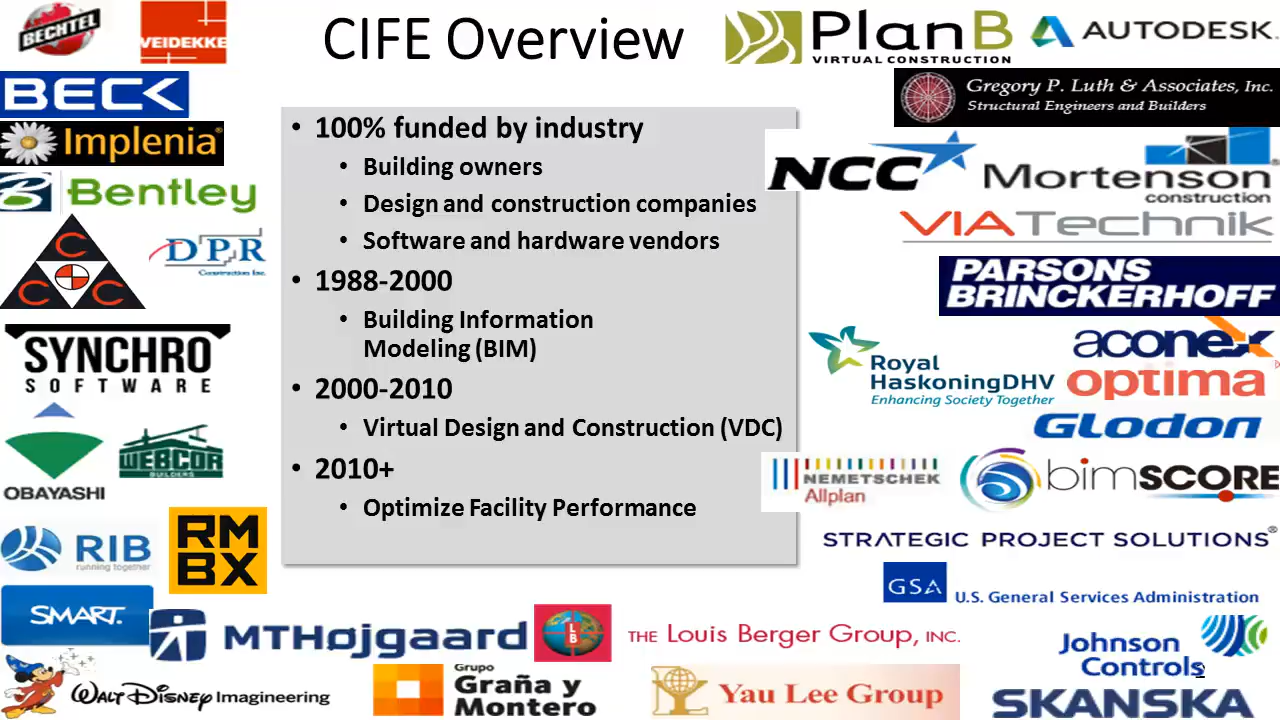 BECHTEL
VEIDEKKE
CIFE Overview
PlanB
VIRTUAL CONSTRUCTION
AUTODESK.
BECK
Gregory P. Luth & Associates, Inc.
Structural Engineers and Builders
Implenia®
• 100% funded by industry
• Building owners
• Design and construction companies
• Software and hardware vendors
• 1988-2000
• Building Information
Modeling (BIM)
• 2000-2010
• Virtual Design and Construction (VDC)
• 2010+
• Optimize Facility Performance
NCC
Mortenson
construction
B Bentley
VIATechnik
C
C C
DPR
Construction Inc.
PARSONS
BRINCKERHOFF
SYNCHRO
SOFTWARE
aconex
Royal
HaskoningDHV
Enhancing Society Together
optima
Glodon
OBAYASHI
WEBCOR
BUILDERS
NEMETSCHEK
Allplan
bimSCORE
RIB
running together
RM
BX
STRATEGIC PROJECT SOLUTIONS®
GSA
U.S. General Services Administration
SMART.
MTHøjgaard
LB
THE LOUIS BERGER GROUP, INC.
Johnson
Controls
2
WALT DISNEY Imagineering
Grupo
Graña y
Montero
Yau Lee Group
SKANSKA